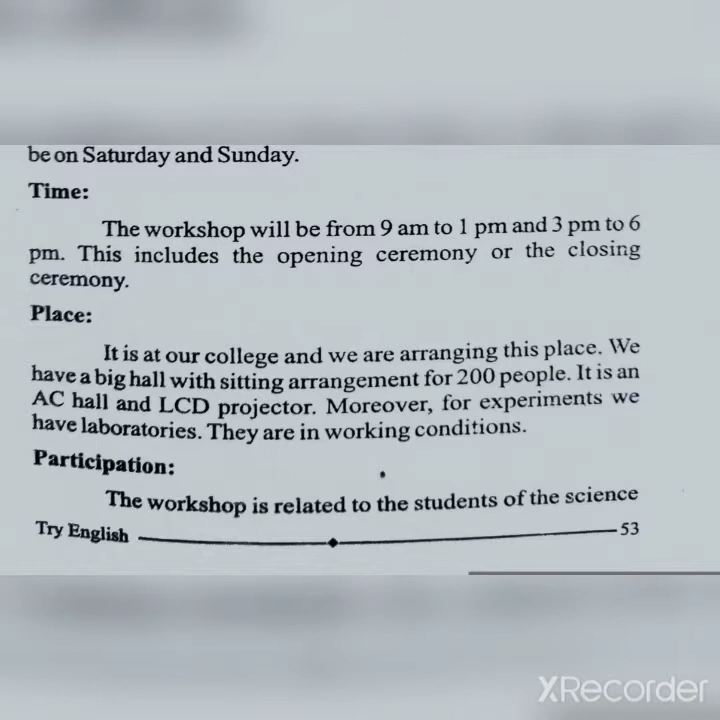 be on Saturday and Sunday.
Time:
The workshop will be from 9 am to 1 pm and 3 pm to 6
pm. This includes the opening ceremony or the closing
ceremony.
Place:
It is at our college and we are arranging this place. We
have a big hall with sitting arrangement for 200 people. It is an
AC hall and LCD projector. Moreover, for experiments we
have laboratories. They are in working conditions.
Participation:
The workshop is related to the students of the science
Try English 53
XRecorder